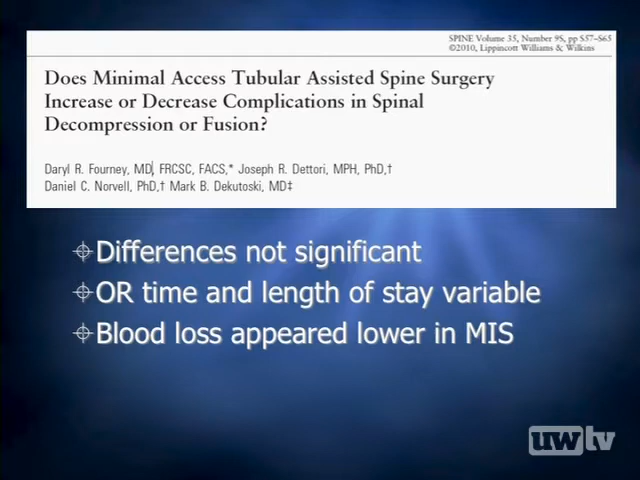 SPINE Volume 35, Number 9S, pp S57–S65
©2010, Lippincott Williams & Wilkins
Does Minimal Access Tubular Assisted Spine Surgery
Increase or Decrease Complications in Spinal
Decompression or Fusion?
Daryl R. Fourney, MD, FRCSC, FACS,* Joseph R. Dettori, MPH, PhD,†
Daniel C. Norvell, PhD,† Mark B. Dekutoski, MD‡
Differences not significant
OR time and length of stay variable
Blood loss appeared lower in MIS
uwtv